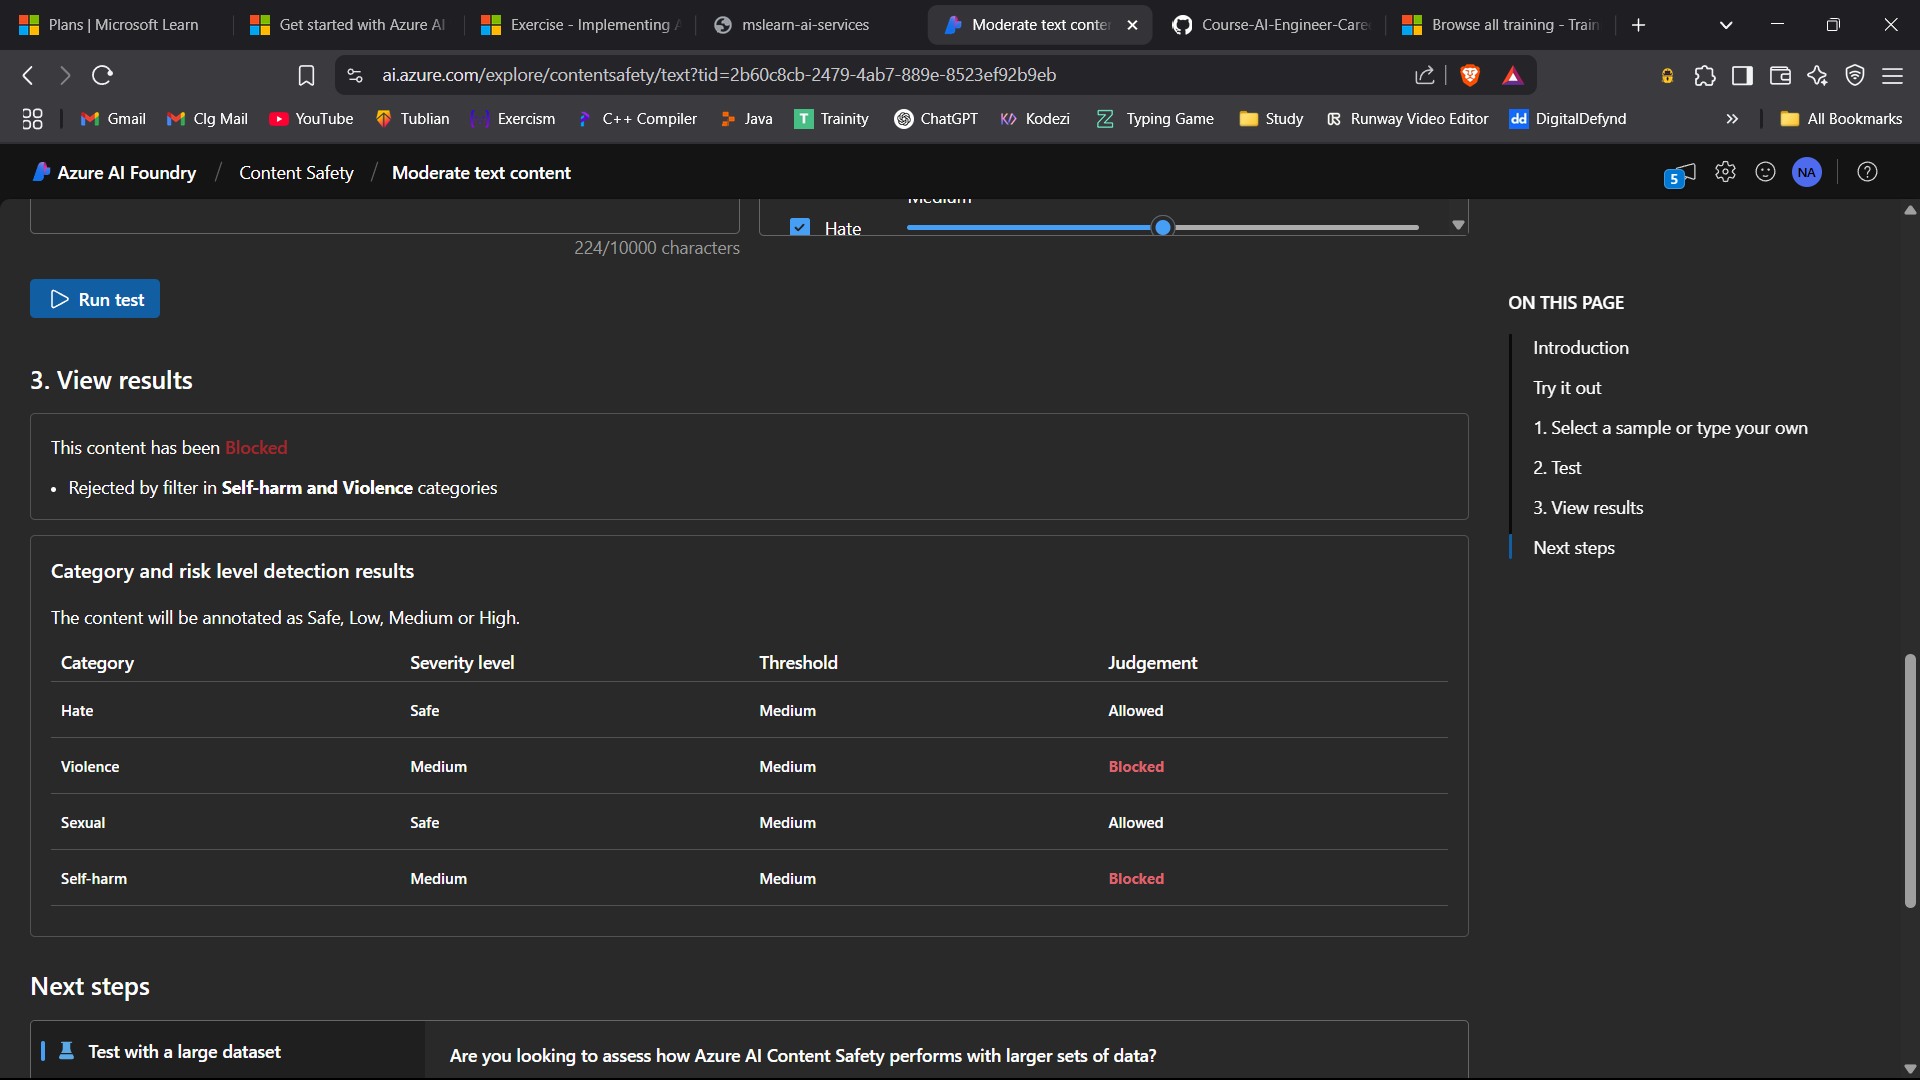 Plans | Microsoft Learn
Get started with Azure AI
Exercise - Implementing
mslearn-ai-services
Moderate text conte
Course-AI-Engineer-Care
Browse all training - Train
ai.azure.com/explore/contentsafety/text?tid=2b60c8cb-2479-4ab7-889e-8523ef92b9eb
Gmail
Clg Mail
YouTube
Tublian
Exercism
C++ Compiler
Java
Trainity
ChatGPT
Kodezi
Typing Game
Study
Runway Video Editor
dd DigitalDefynd
All Bookmarks
Azure AI Foundry / Content Safety / Moderate text content
5
NA
Medium
Hate
224/10000 characters
Run test
3. View results
This content has been Blocked
• Rejected by filter in Self-harm and Violence categories
Category and risk level detection results
The content will be annotated as Safe, Low, Medium or High.
Category Severity level Threshold Judgement
Hate Safe Medium Allowed
Violence Medium Medium Blocked
Sexual Safe Medium Allowed
Self-harm Medium Medium Blocked
Next steps
Test with a large dataset
Are you looking to assess how Azure AI Content Safety performs with larger sets of data?
ON THIS PAGE
Introduction
Try it out
1. Select a sample or type your own
2. Test
3. View results
Next steps